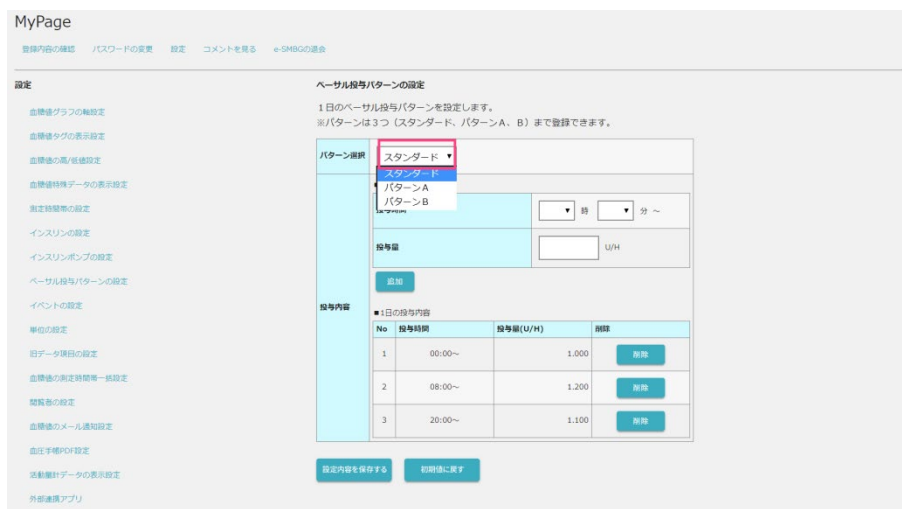 MyPage
登録内容の確認 パスワードの変更 設定 コメントを見る e-SMBGの退会
設定
血糖値グラフの軸設定
血糖値タグの表示設定
血糖値の高/低値設定
血糖値特殊データの表示設定
測定時間帯の設定
インスリンの設定
インスリンポンプの設定
ベーサル投与パターンの設定
イベントの設定
単位の設定
旧データ項目の設定
血糖値の測定時間帯一括設定
閲覧者の設定
血糖値のメール通知設定
血圧手帳PDF設定
活動量計データの表示設定
外部連携アプリ
ベーサル投与パターンの設定
1日のベーサル投与パターンを設定します。
※パターンは3つ(スタンダード、パターンA、B)まで登録できます。
パターン選択 スタンダード ▼
スタンダード
パターンA
パターンB
投与時間 ▼ 時 ▼ 分 ~
投与量 U/H
追加
投与内容
■1日の投与内容
No 投与時間 投与量(U/H) 削除
1 00:00~ 1.000 削除
2 08:00~ 1.200 削除
3 20:00~ 1.100 削除
設定内容を保存する 初期値に戻す